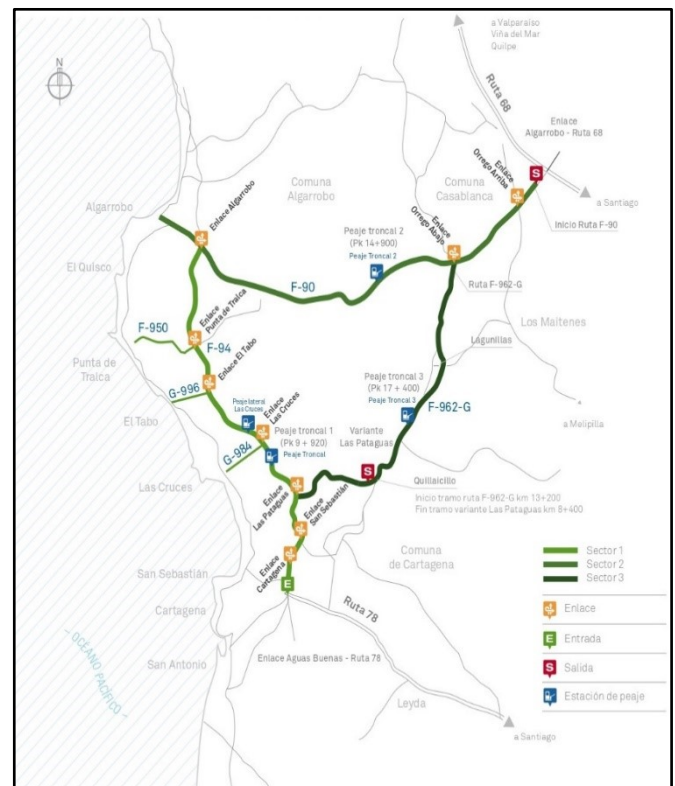 a Valparaíso
Viña del Mar
Quilpe
N
Ruta 68
Enlace
Algarrobo - Ruta 68
Enlace
Orrego Arriba
S
a Santiago
Comuna
Algarrobo
Comuna
Casablanca
Inicio Ruta F-90
Algarrobo
Enlace Algarrobo
Peaje troncal 2
(Pk 14+900)
Peaje Troncal 2
Enlace
Orrego Abajo
El Quisco
F-90
Ruta F-962-G
Enlace
Punta de Tralca
F-950
F-94
Los Maitenes
Lagunillas
Punta de
Tralca
Enlace El Tabo
G-996
Peaje troncal 3
(Pk 17 + 400)
Peaje Troncal 3
F-962-G
a Melipilla
El Tabo
Peaje lateral
Las Cruces
Enlace
Las Cruces
Peaje troncal 1
(Pk 9 + 920)
Peaje Troncal
Variante
Las Pataguas
G-984
Las Cruces
Enlace
Las Pataguas
S
Quillaicillo
Inicio tramo ruta F-962-G km 13+200
Fin tramo variante Las Pataguas km 8+400
Enlace
San Sebastián
Comuna
de Cartagena
Enlace
Cartagena
San Sebastián
E
Cartagena
Ruta 78
San Antonio
Enlace Aguas Buenas - Ruta 78
- OCÉANO PACÍFICO -
Leyda
a Santiago
Sector 1
Sector 2
Sector 3
Enlace
E Entrada
S Salida
Estación de peaje